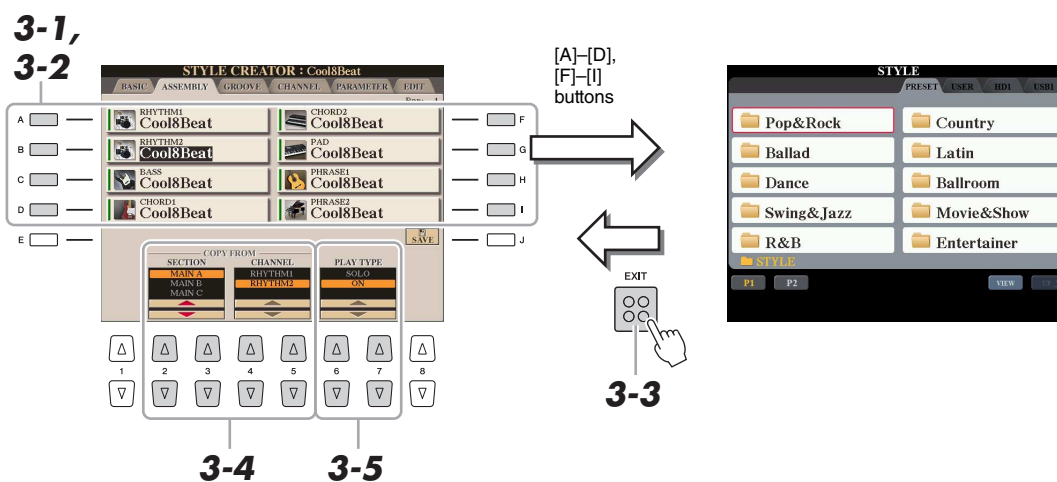 3-1,
3-2
STYLE CREATOR : Cool8Beat
BASIC ASSEMBLY GROOVE CHANNEL PARAMETER EDIT
A
RHYTHM1
Cool8Beat
CHORD2
Cool8Beat
F
B
RHYTHM2
Cool8Beat
PAD
Cool8Beat
G
C
BASS
Cool8Beat
PHRASE1
Cool8Beat
H
D
CHORD1
Cool8Beat
PHRASE2
Cool8Beat
I
E
SAVE
J
COPY FROM
SECTION
CHANNEL
PLAY TYPE
MAIN A
MAIN B
MAIN C
RHYTHM1
RHYTHM2
SOLO
ON
1 2 3 4 5 6 7 8
3-4
3-5
[A]–[D],
[F]–[I]
buttons
EXIT
3-3
STYLE
PRESET USER HD1 USB1
Pop&Rock
Country
Ballad
Latin
Dance
Ballroom
Swing&Jazz
Movie&Show
R&B
Entertainer
STYLE
P1 P2
VIEW